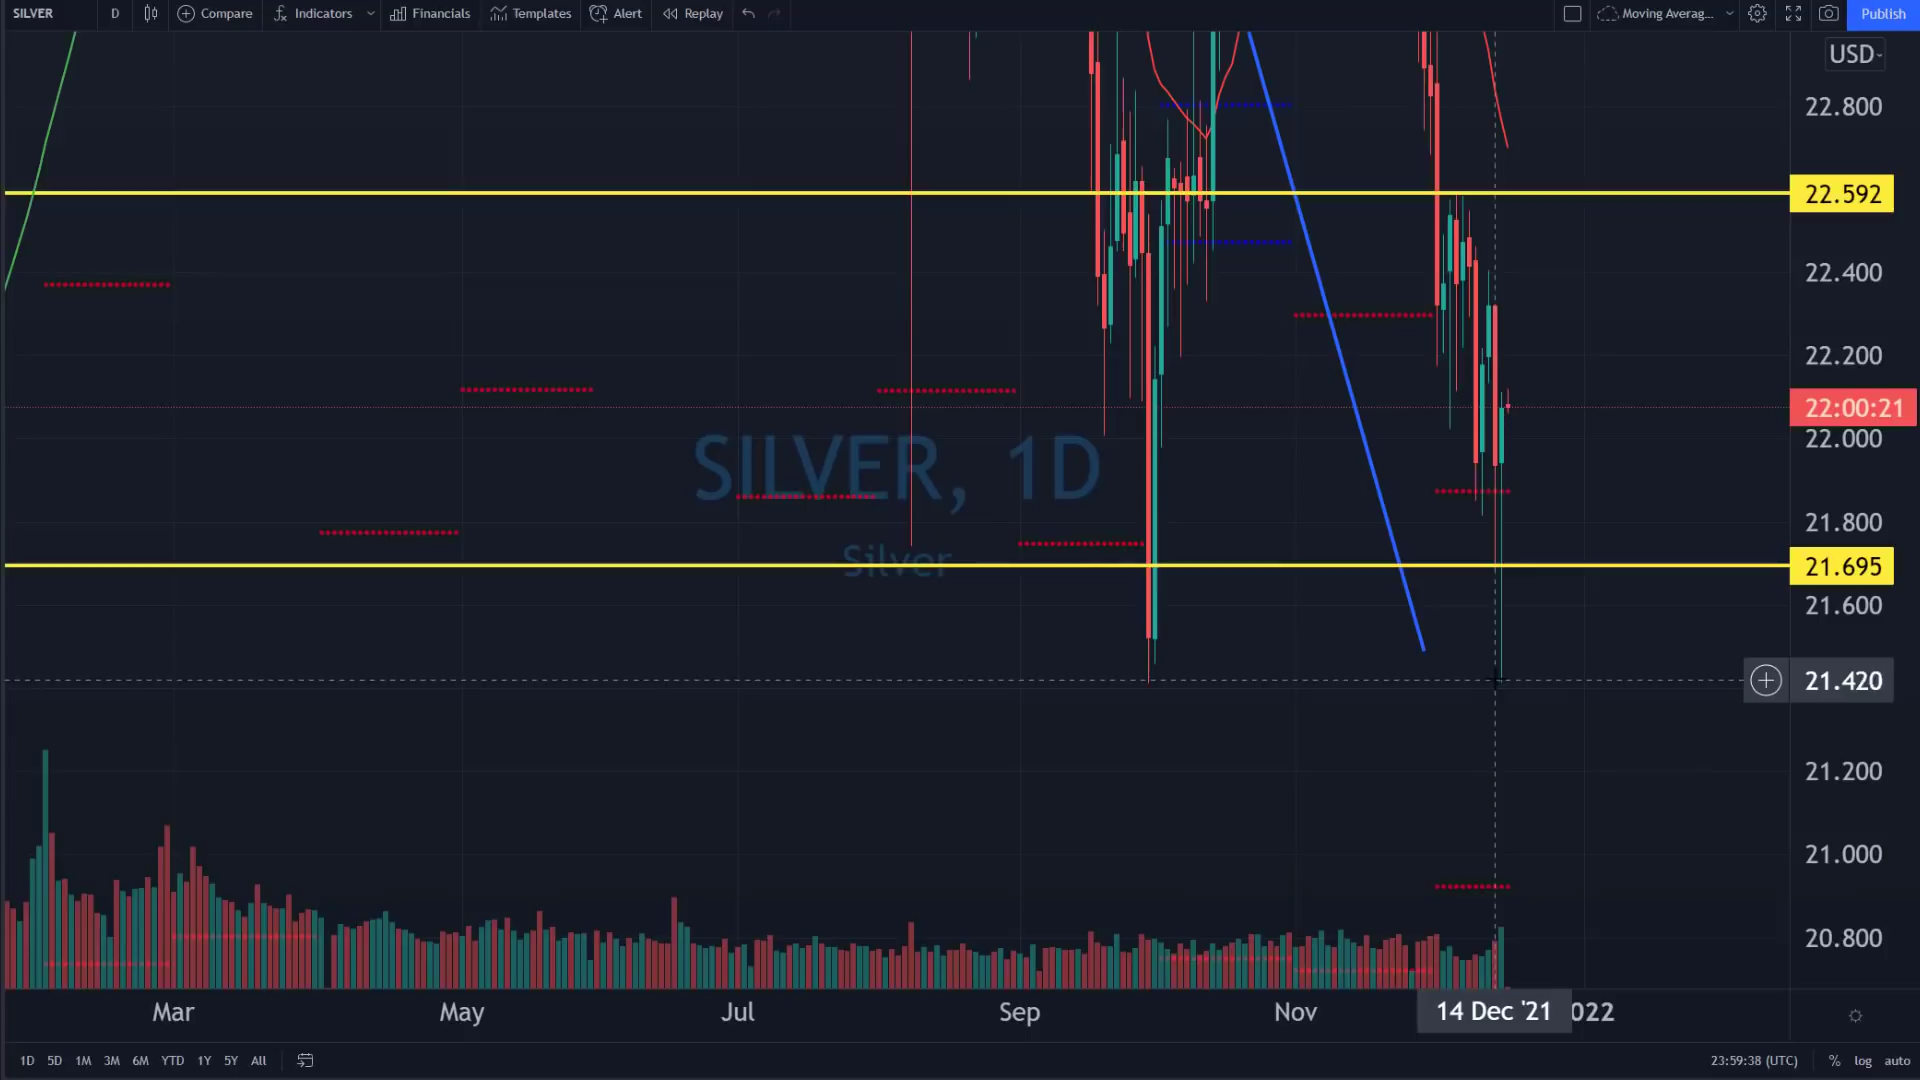 SILVER D Compare Indicators Financials Templates Alert Replay Moving Averag... Publish
USD
22.800
22.592
22.400
22.200
22:00:21
22.000
SILVER, 1D
Silver
21.800
21.695
21.600
21.420
21.200
21.000
20.800
Mar May Jul Sep Nov 14 Dec '21 022
1D 5D 1M 3M 6M YTD 1Y 5Y All 23:59:38 (UTC) % log auto